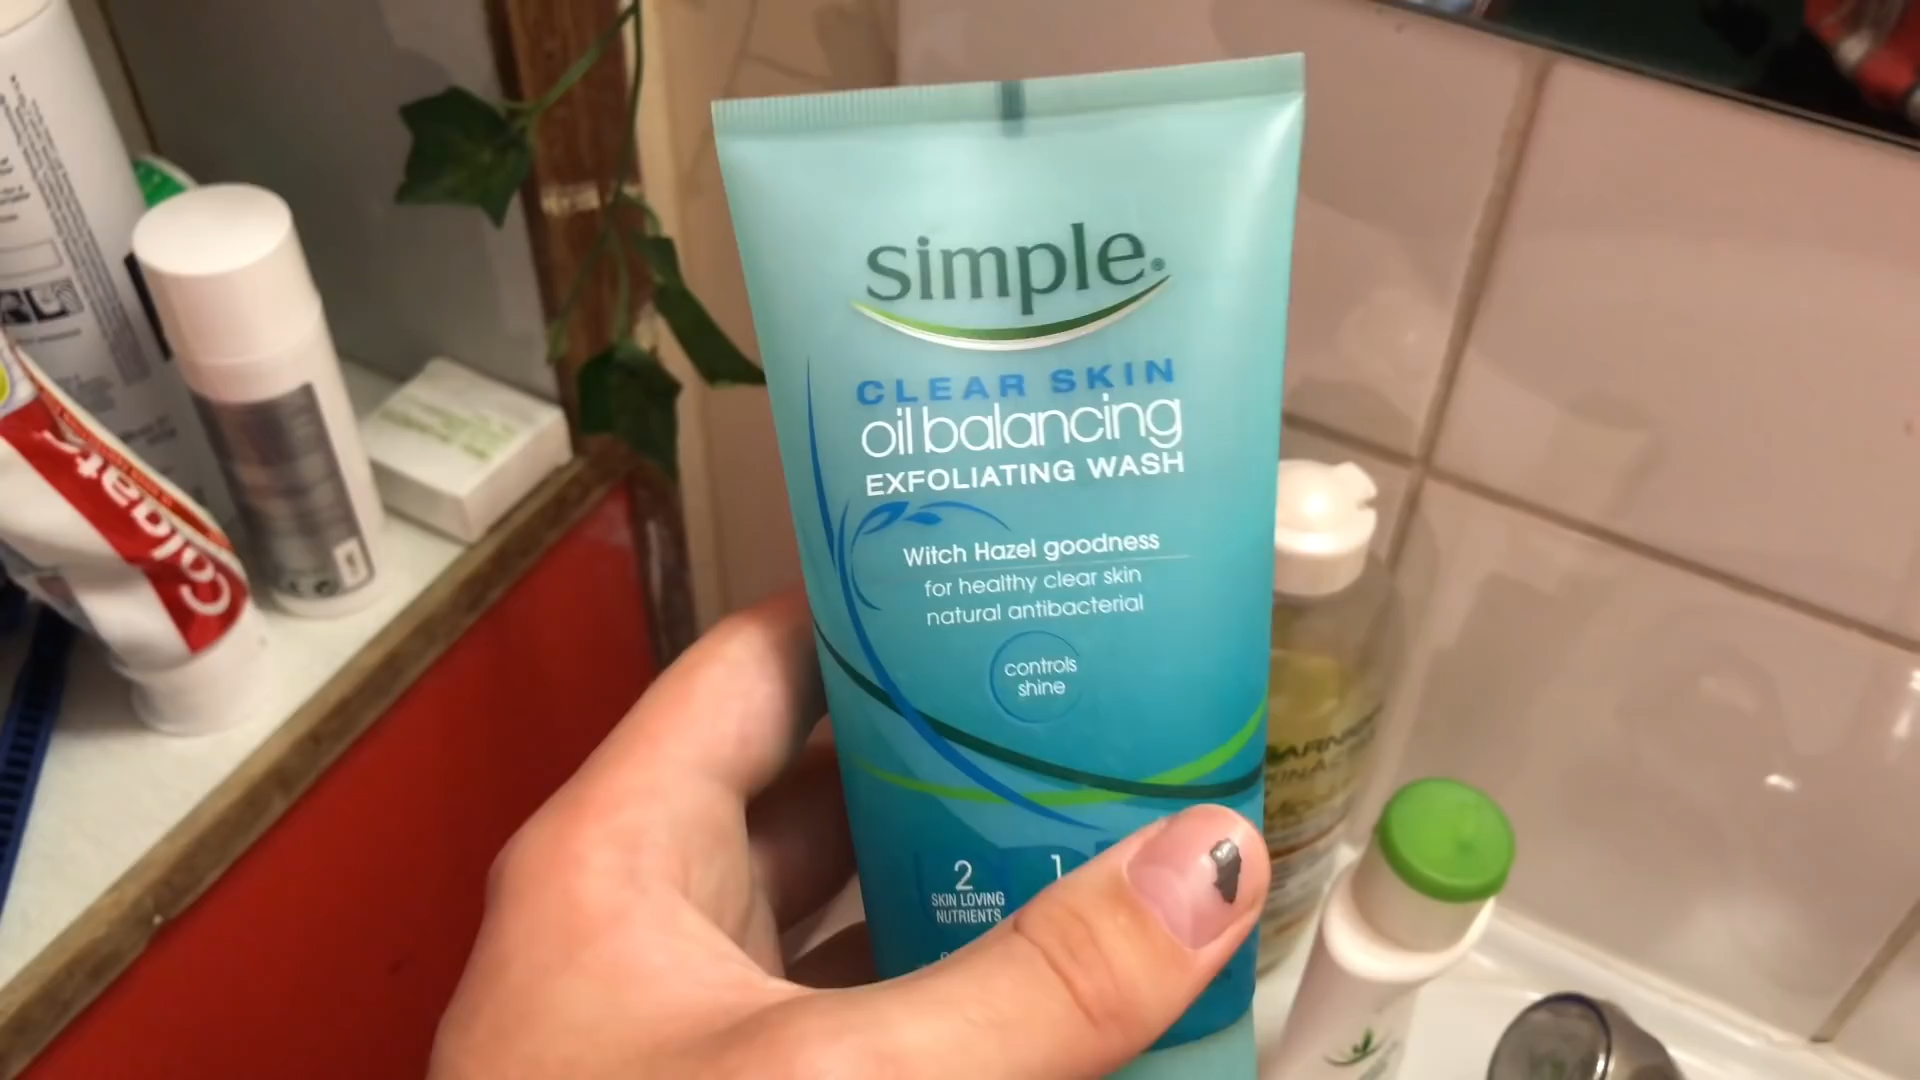 simple®
CLEAR SKIN
oil balancing
EXFOLIATING WASH
Witch Hazel goodness
for healthy clear skin
natural antibacterial
controls
shine
2
SKIN LOVING
NUTRIENTS
1
Colgate
GARNIER